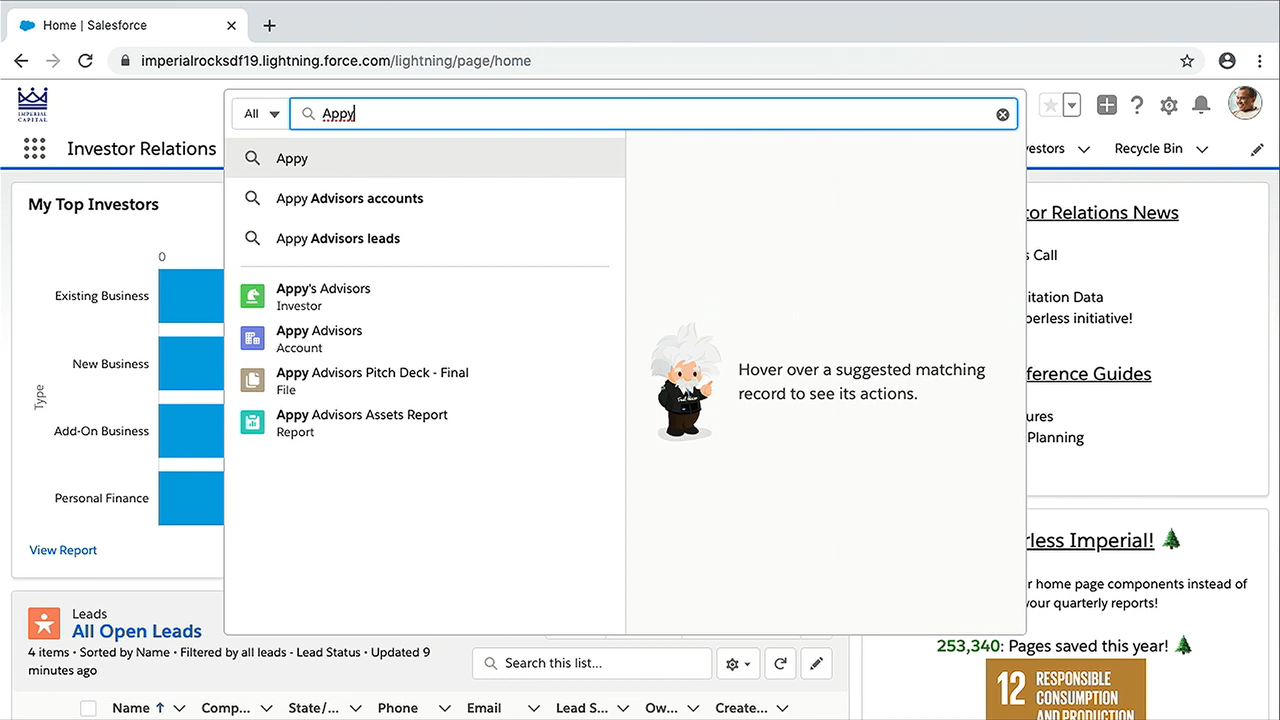 Home | Salesforce
imperialrocksdf19.lightning.force.com/lightning/page/home
IMPERIAL
CAPITAL
All
Appy
Investor Relations
estors
Recycle Bin
Appy
Appy Advisors accounts
Appy Advisors leads
Appy's Advisors
Investor
Appy Advisors
Account
Appy Advisors Pitch Deck - Final
File
Appy Advisors Assets Report
Report
Hover over a suggested matching
record to see its actions.
My Top Investors
0
Type
Existing Business
New Business
Add-On Business
Personal Finance
View Report
tor Relations News
s Call
itation Data
perless initiative!
ference Guides
ures
Planning
Leads
All Open Leads
4 items • Sorted by Name • Filtered by all leads - Lead Status • Updated 9
minutes ago
Search this list...
Name
Comp...
State/...
Phone
Email
Lead S...
Ow...
Create...
rless Imperial!
r home page components instead of
your quarterly reports!
253,340: Pages saved this year!
12 RESPONSIBLE
CONSUMPTION
AND PRODUCTION